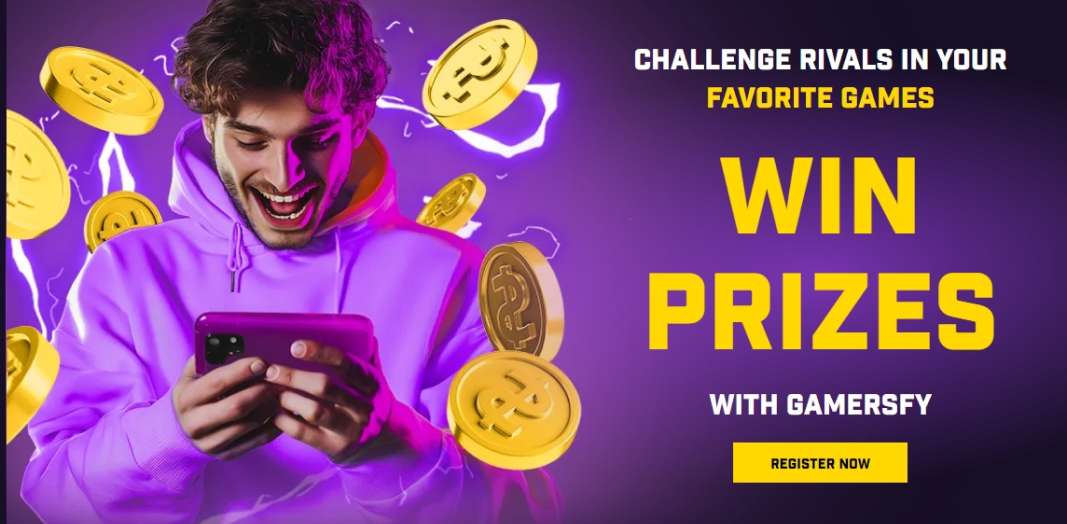 CHALLENGE RIVALS IN YOUR
FAVORITE GAMES
WIN
PRIZES
WITH GAMERSFY
REGISTER NOW